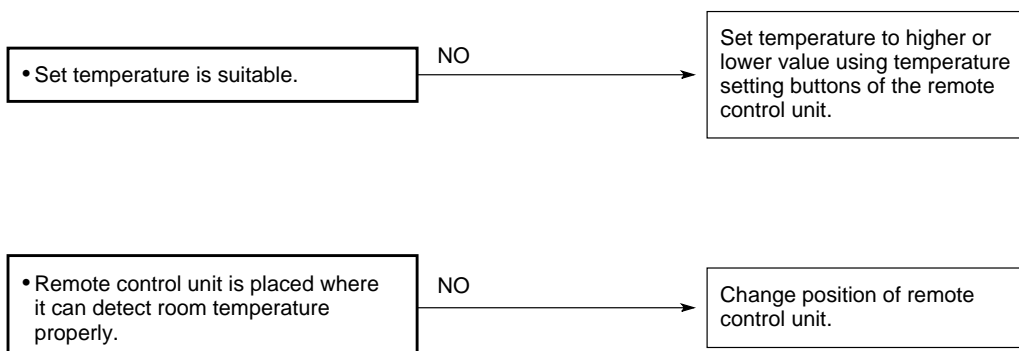 • Set temperature is suitable.
NO
Set temperature to higher or
lower value using temperature
setting buttons of the remote
control unit.
• Remote control unit is placed where
it can detect room temperature
properly.
NO
Change position of remote
control unit.